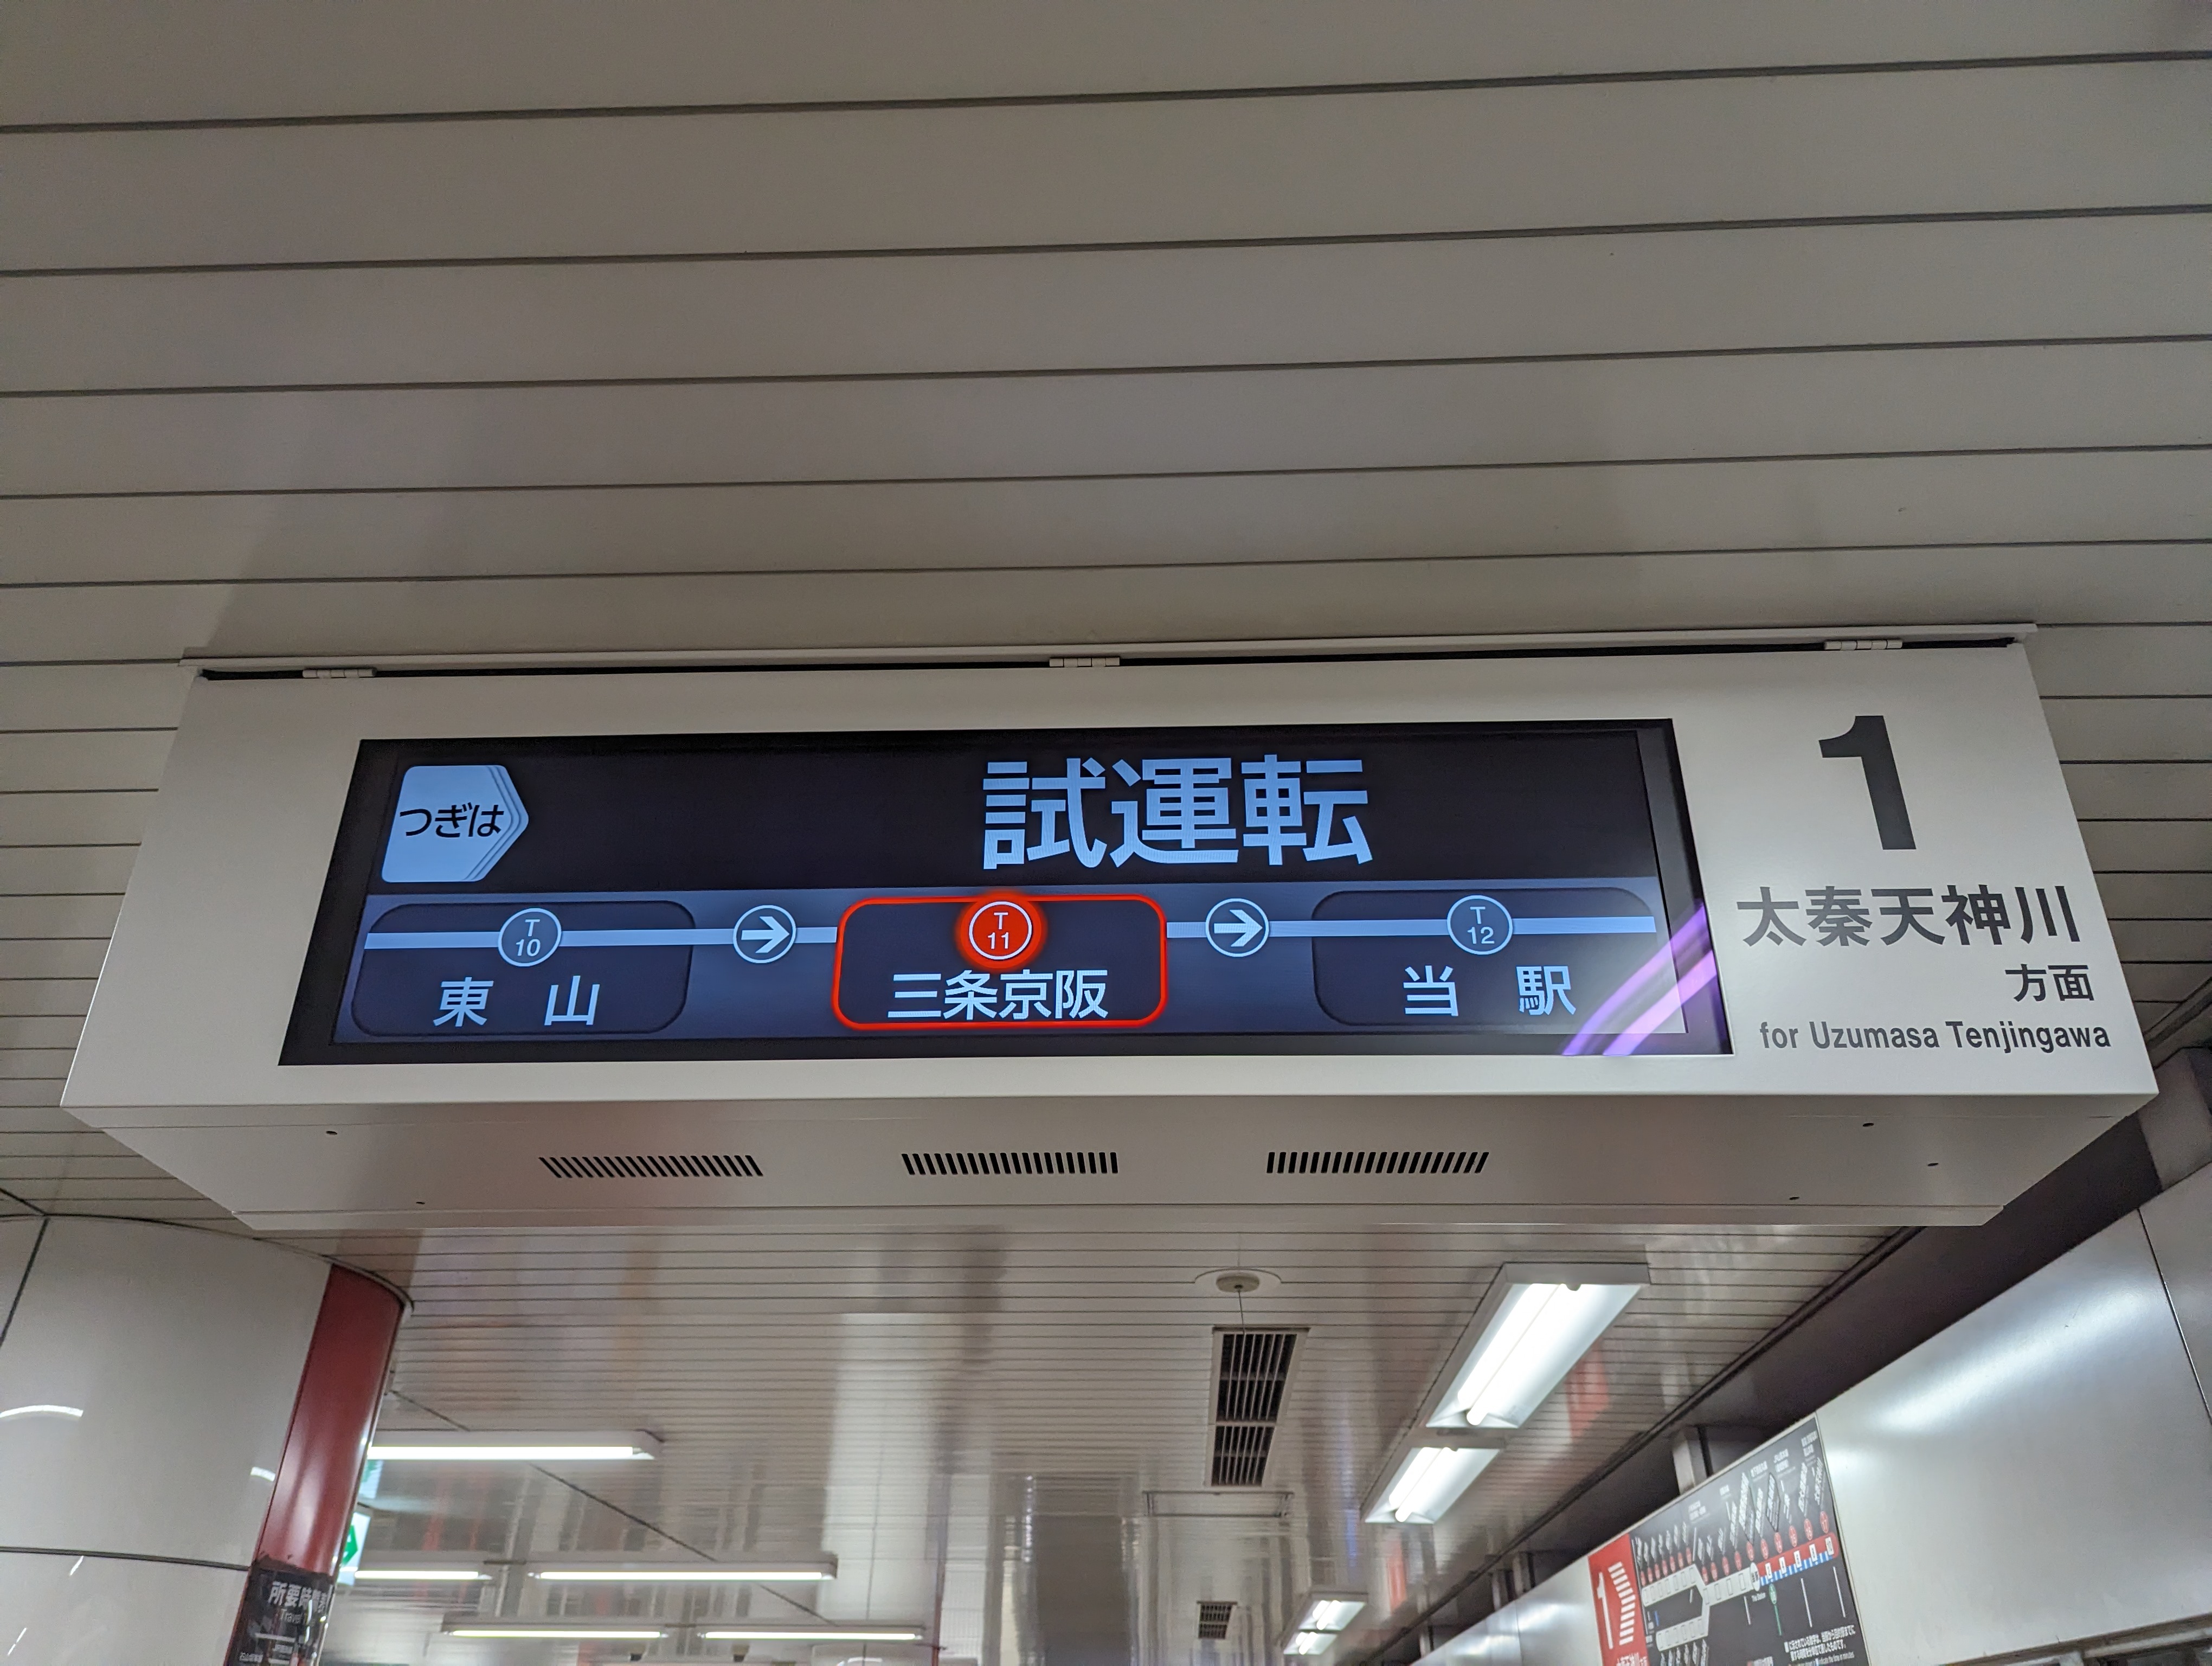 つぎは
試運転
T
10
東山
T
11
三条京阪
T
12
当駅
1
太秦天神川
方面
for Uzumasa Tenjingawa
1